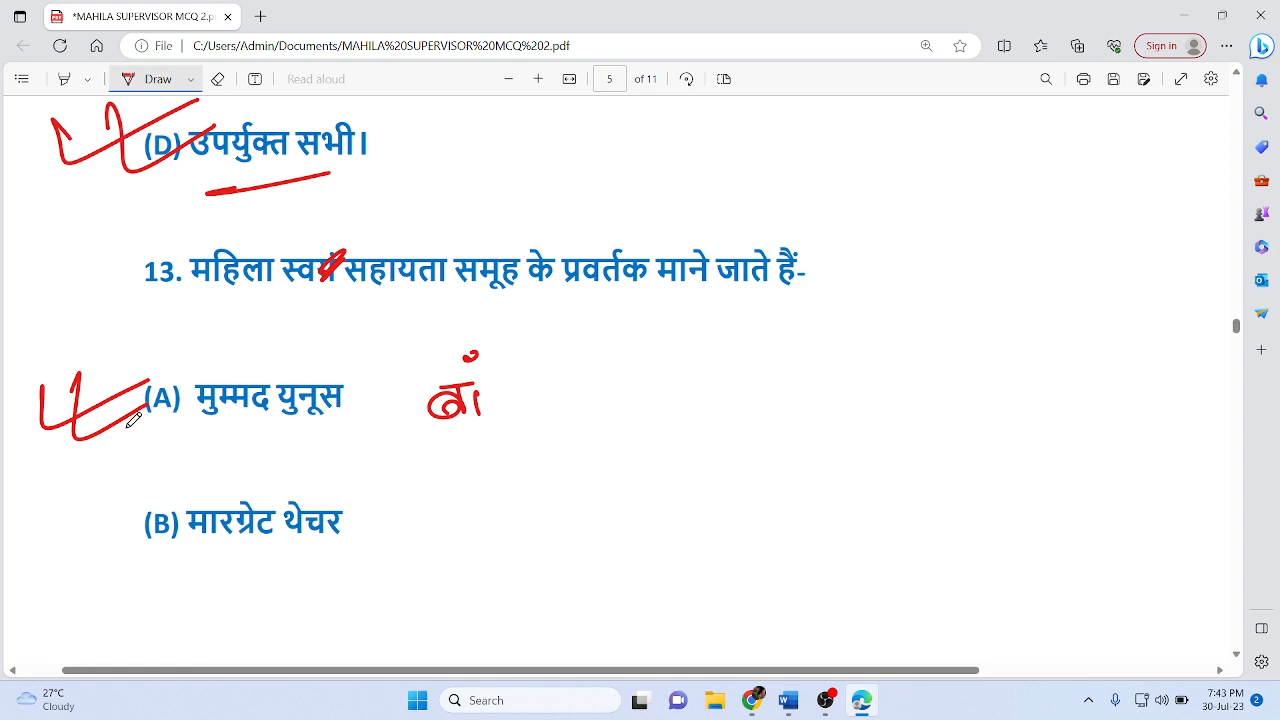 *MAHILA SUPERVISOR MCQ 2.p
File C:/Users/Admin/Documents/MAHILA%20SUPERVISOR%20MCQ%202.pdf Sign in
Draw Read aloud 5 of 11
(D) उपर्युक्त सभी।
13. महिला स्वयं सहायता समूह के प्रवर्तक माने जाते हैं-
(A) मुम्मद युनूस बां
(B) मारग्रेट थेचर
27°C
Cloudy
Search
7:43 PM
30-Jul-23
2